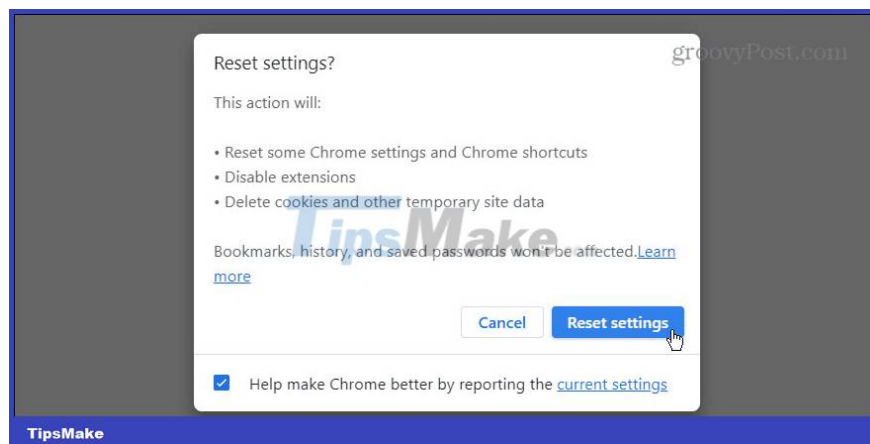 groovyPost.com
Reset settings?
This action will:
• Reset some Chrome settings and Chrome shortcuts
• Disable extensions
• Delete cookies and other temporary site data
TipsMake.com
Bookmarks, history, and saved passwords won't be affected.Learn
more
Cancel Reset settings
Help make Chrome better by reporting the current settings
TipsMake